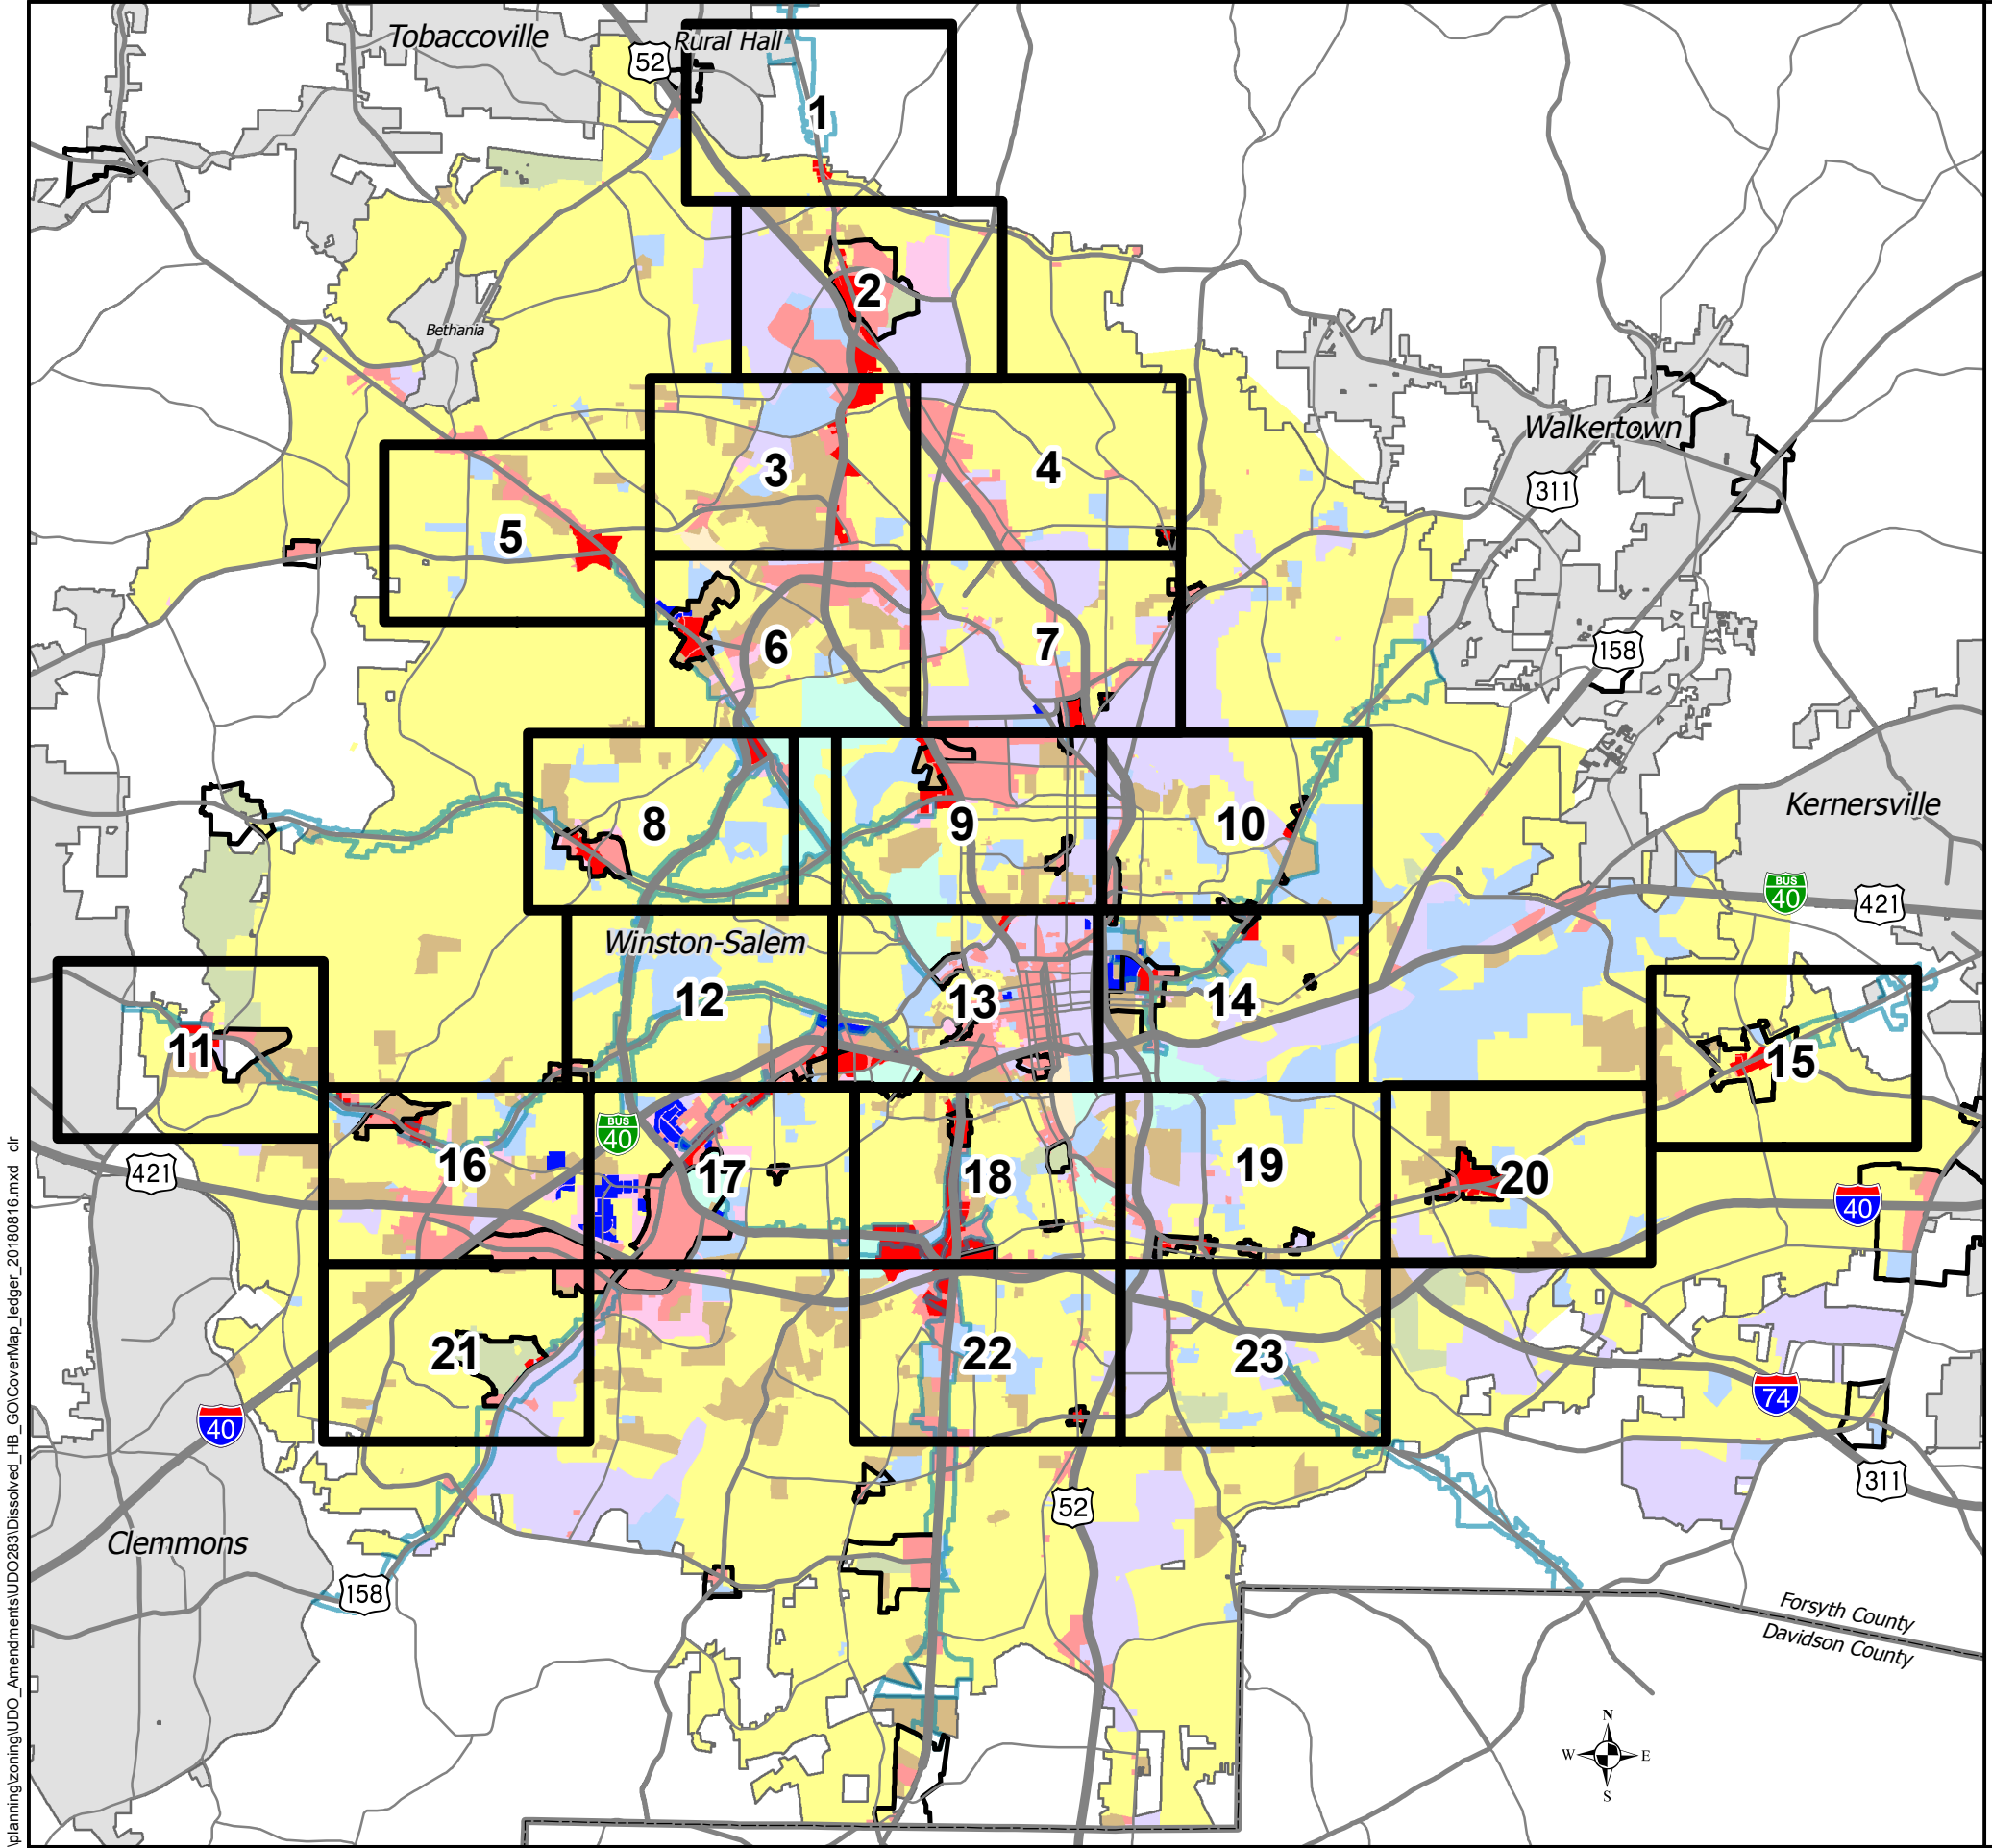 Tobaccoville
52
Rural Hall
1
2
Bethania
3
4
Walkertown
311
5
6
7
158
8
9
10
Kernersville
BUS
40
421
Winston-Salem
12
13
14
11
15
BUS
40
16
17
18
19
20
421
40
21
22
23
40
74
311
52
Clemmons
158
Forsyth County
Davidson County
N
W
E
S
\planning\zoning\UDO_Amendments\UDO283\Dissolved_HB_GO\CoverMap_ledger_20180816.mxd dlr